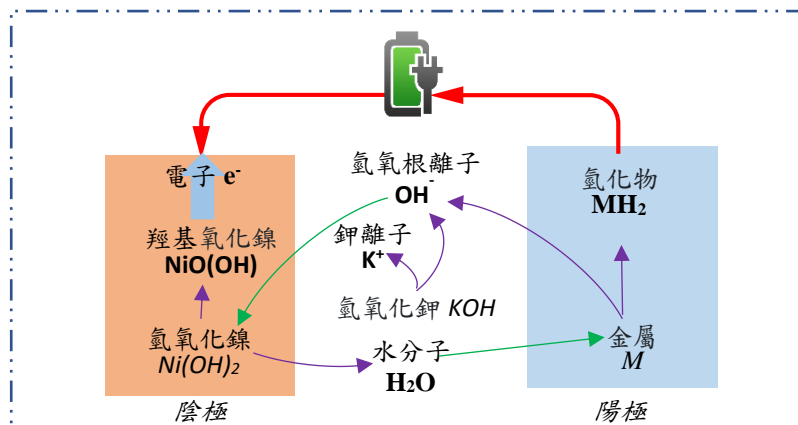 電子 e-
氫氧根離子
OH-
氫化物
MH2
羥基氧化鎳
NiO(OH)
鉀離子
K+
氫氧化鉀 KOH
氫氧化鎳
Ni(OH)2
水分子
H2O
金屬
M
陰極
陽極